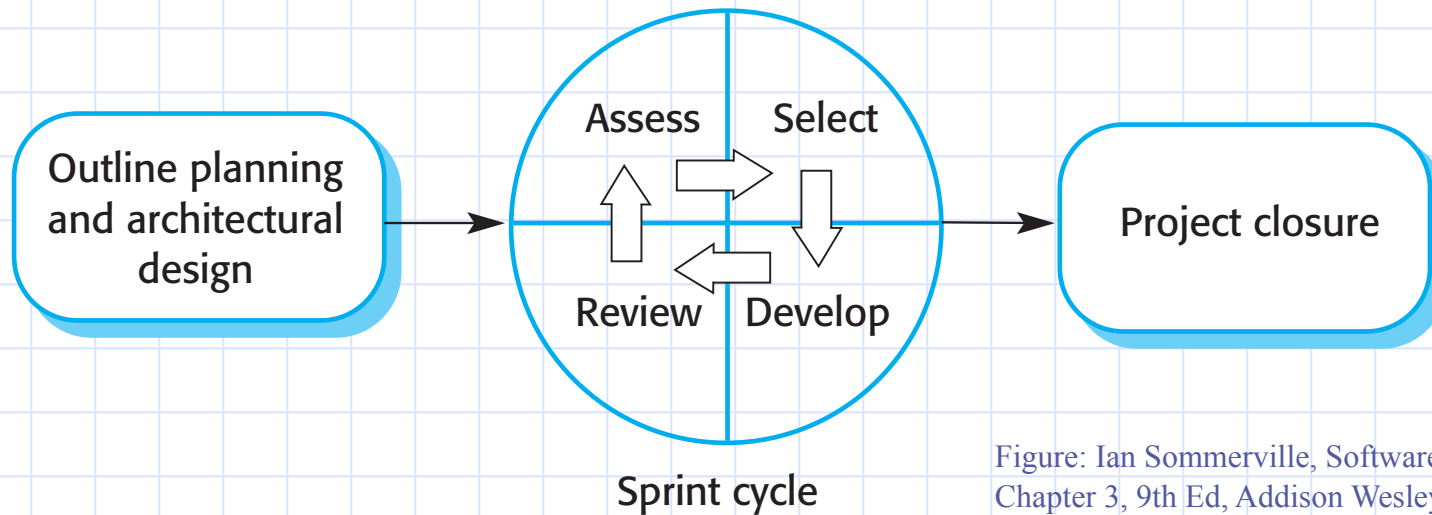 Outline planning
and architectural
design
Assess
Select
Review
Develop
Sprint cycle
Project closure
Figure: Ian Sommerville, Software
Chapter 3, 9th Ed, Addison Wesley